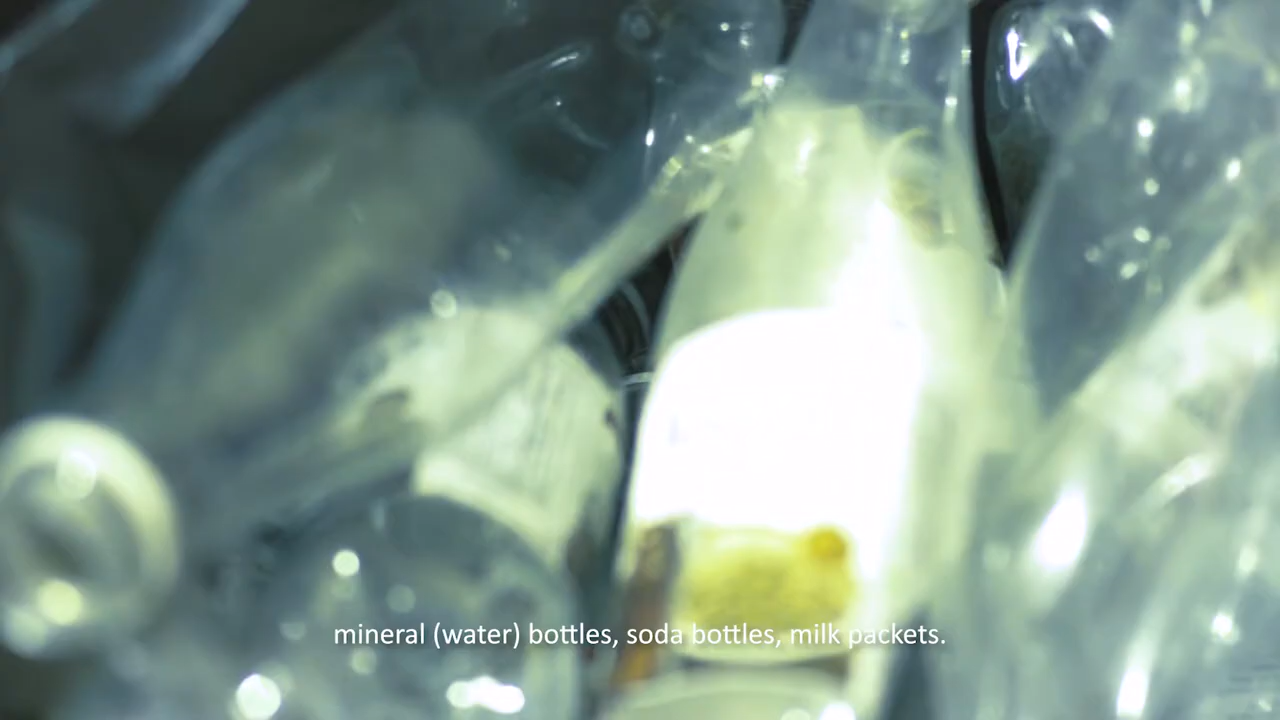 mineral (water) bottles, soda bottles, milk packets.